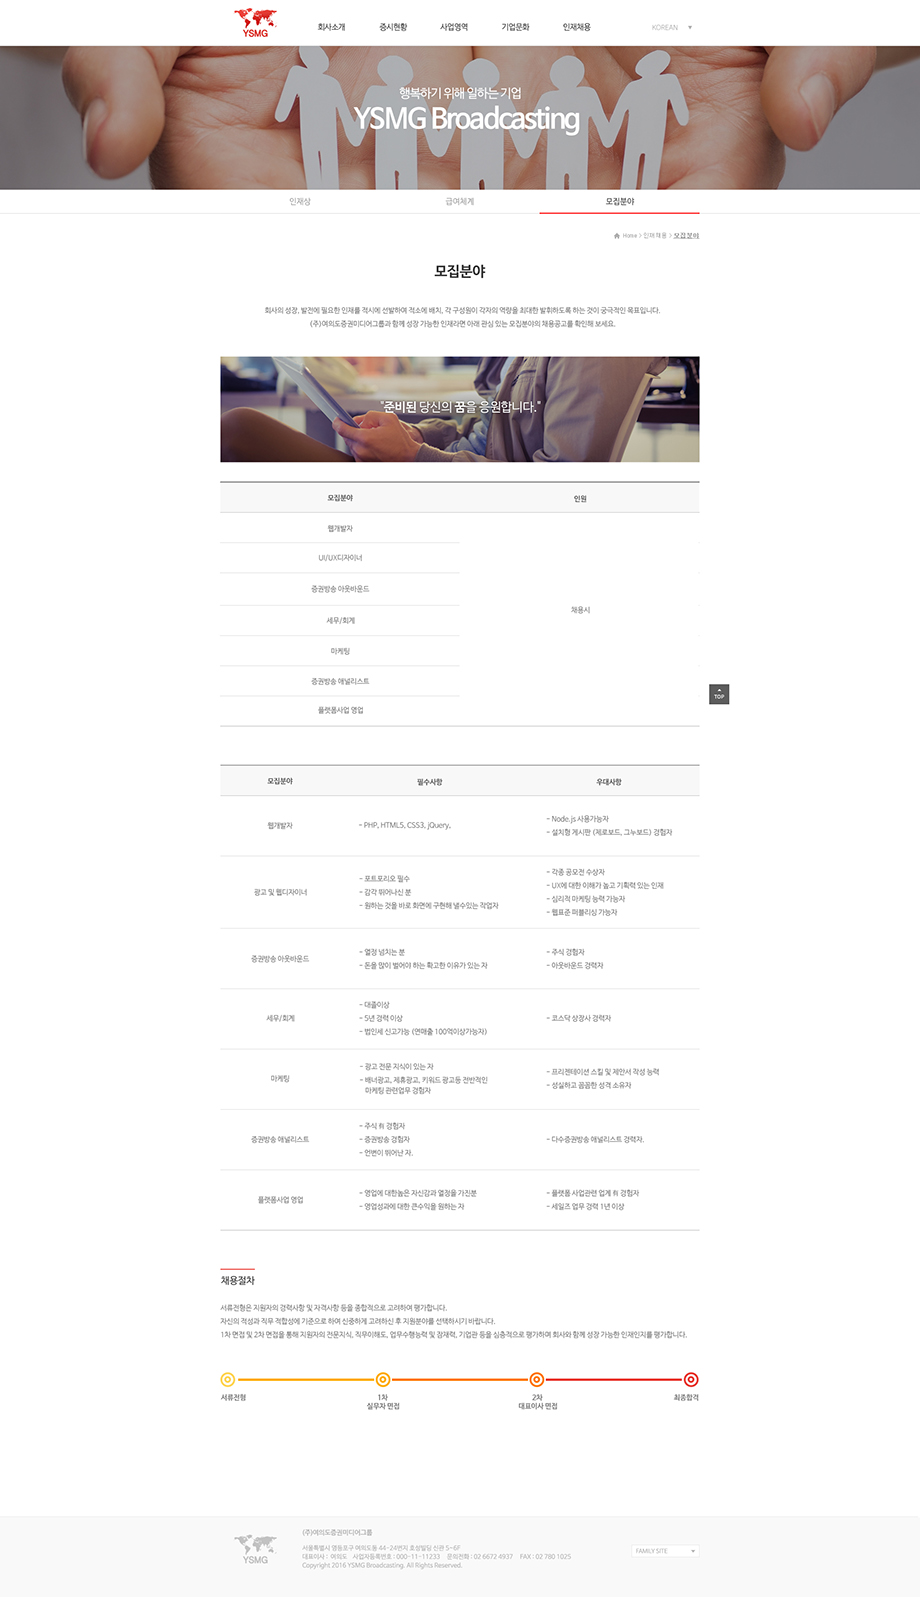 YSMG
회사소개 증시현황 사업영역 기업문화 인재채용 KOREAN
행복하기 위해 일하는 기업
YSMG Broadcasting
인재상 급여체계 모집분야
Home > 인재채용 > 모집분야
모집분야
회사의 성장, 발전에 필요한 인재를 적시에 선발하여 적소에 배치, 각 구성원이 각자의 역량을 최대한 발휘하도록 하는 것이 궁극적인 목표입니다.
(주)여의도증권미디어그룹과 함께 성장 가능한 인재라면 아래 관심 있는 모집분야의 채용공고를 확인해 보세요.
"준비된 당신의 꿈을 응원합니다."
모집분야 인원
웹개발자
UI/UX디자이너
증권방송 아웃바운드
채용시
세무/회계
마케팅
증권방송 애널리스트
TOP
플랫폼사업 영업
모집분야 필수사항 우대사항
웹개발자
- PHP, HTML5, CSS3, jQuery,
- Node.js 사용가능자
- 설치형 게시판 (제로보드, 그누보드) 경험자
광고 및 웹디자이너
- 포트포리오 필수
- 감각 뛰어나신 분
- 원하는 것을 바로 화면에 구현해 낼수있는 작업자
- 각종 공모전 수상자
- UX에 대한 이해가 높고 기획력 있는 인재
- 심리적 마케팅 능력 가능자
- 웹표준 퍼블리싱 가능자
증권방송 아웃바운드
- 열정 넘치는 분
- 돈을 많이 벌어야 하는 확고한 이유가 있는 자
- 주식 경험자
- 아웃바운드 경력자
세무/회계
- 대졸이상
- 5년 경력 이상
- 법인세 신고가능 (연매출 100억이상가능자)
- 코스닥 상장사 경력자
마케팅
- 광고 전문 지식이 있는 자
- 배너광고, 제휴광고, 키워드 광고등 전반적인
마케팅 관련업무 경험자
- 프리젠테이션 스킬 및 제안서 작성 능력
- 성실하고 꼼꼼한 성격 소유자
증권방송 애널리스트
- 주식 有 경험자
- 증권방송 경험자
- 언변이 뛰어난 자,
- 다수증권방송 애널리스트 경력자.
플랫폼사업 영업
- 영업에 대한높은 자신감과 열정을 가진분
- 영업성과에 대한 큰수익을 원하는 자
- 플랫폼 사업관련 업계 有 경험자
- 세일즈 업무 경력 1년 이상
채용절차
서류전형은 지원자의 경력사항 및 자격사항 등을 종합적으로 고려하여 평가합니다.
자신의 적성과 직무 적합성에 기준으로 하여 신중하게 고려하신 후 지원분야를 선택하시기 바랍니다.
1차 면접 및 2차 면접을 통해 지원자의 전문지식, 직무이해도, 업무수행능력 및 잠재력, 기업관 등을 심층적으로 평가하며 회사와 함께 성장 가능한 인재인지를 평가합니다.
서류전형 1차 2차 최종합격
실무자 면접 대표이사 면접
(주)여의도증권미디어그룹
서울특별시 영등포구 여의도동 44-24번지 호성빌딩 신관 5-6F
대표이사 : 여의도 사업자등록번호 : 000-11-11233 문의전화 : 02 6672 4937 FAX : 02 780 1025
Copyright 2016 YSMG Broadcasting. All Rights Reserved.
YSMG
FAMILY SITE